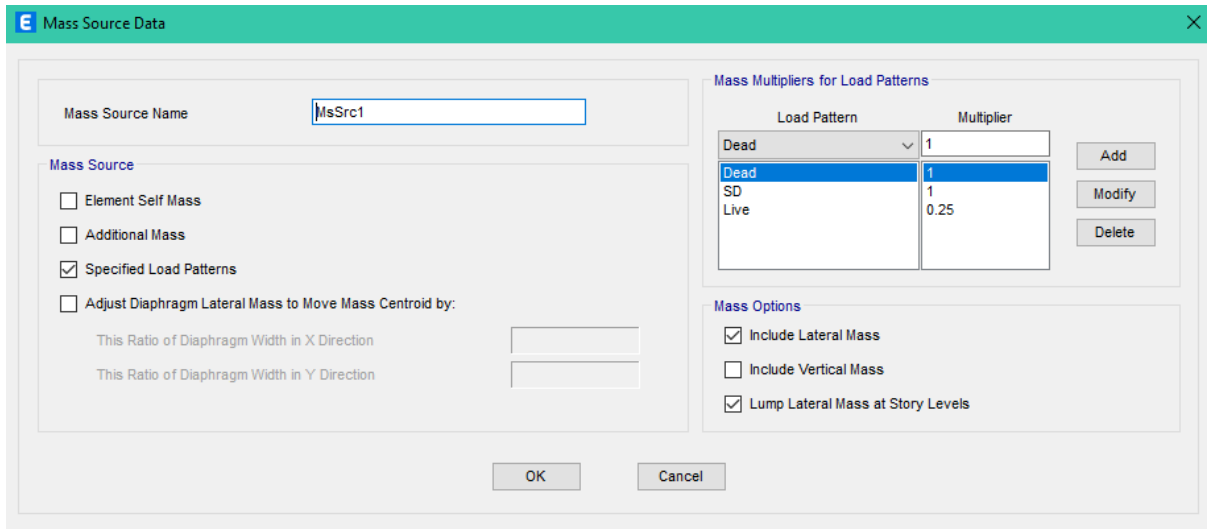 E Mass Source Data
Mass Source Name MsSrc1
Mass Source
Element Self Mass
Additional Mass
Specified Load Patterns
Adjust Diaphragm Lateral Mass to Move Mass Centroid by:
This Ratio of Diaphragm Width in X Direction
This Ratio of Diaphragm Width in Y Direction
Mass Multipliers for Load Patterns
Load Pattern Multiplier
Dead 1
Dead 1
SD 1
Live 0.25
Add
Modify
Delete
Mass Options
Include Lateral Mass
Include Vertical Mass
Lump Lateral Mass at Story Levels
OK Cancel